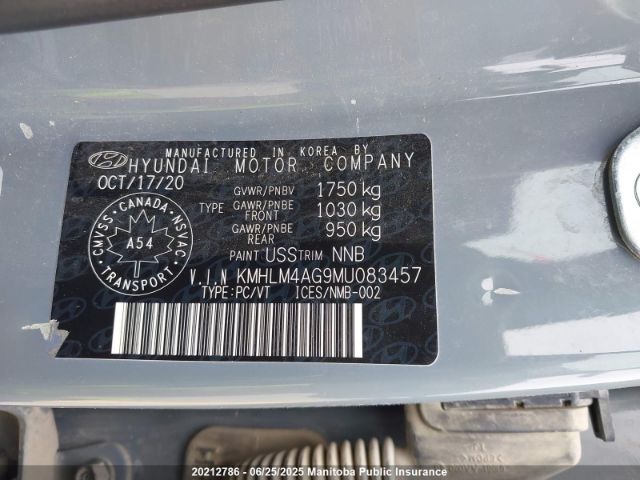 MANUFACTURED IN KOREA BY
HYUNDAI MOTOR COMPANY
OCT/17/20
GVWR/PNBV 1750 kg
TYPE GAWR/PNBE FRONT 1030 kg
GAWR/PNBE REAR 950 kg
CMVSS · CANADA · NSVAC · TRANSPORT ·
A54
PAINT USS TRIM NNB
V.I.N KMHLM4AG9MU083457
TYPE:PC/VT ICES/NMB-002
20212786 - 06/25/2025 Manitoba Public Insurance